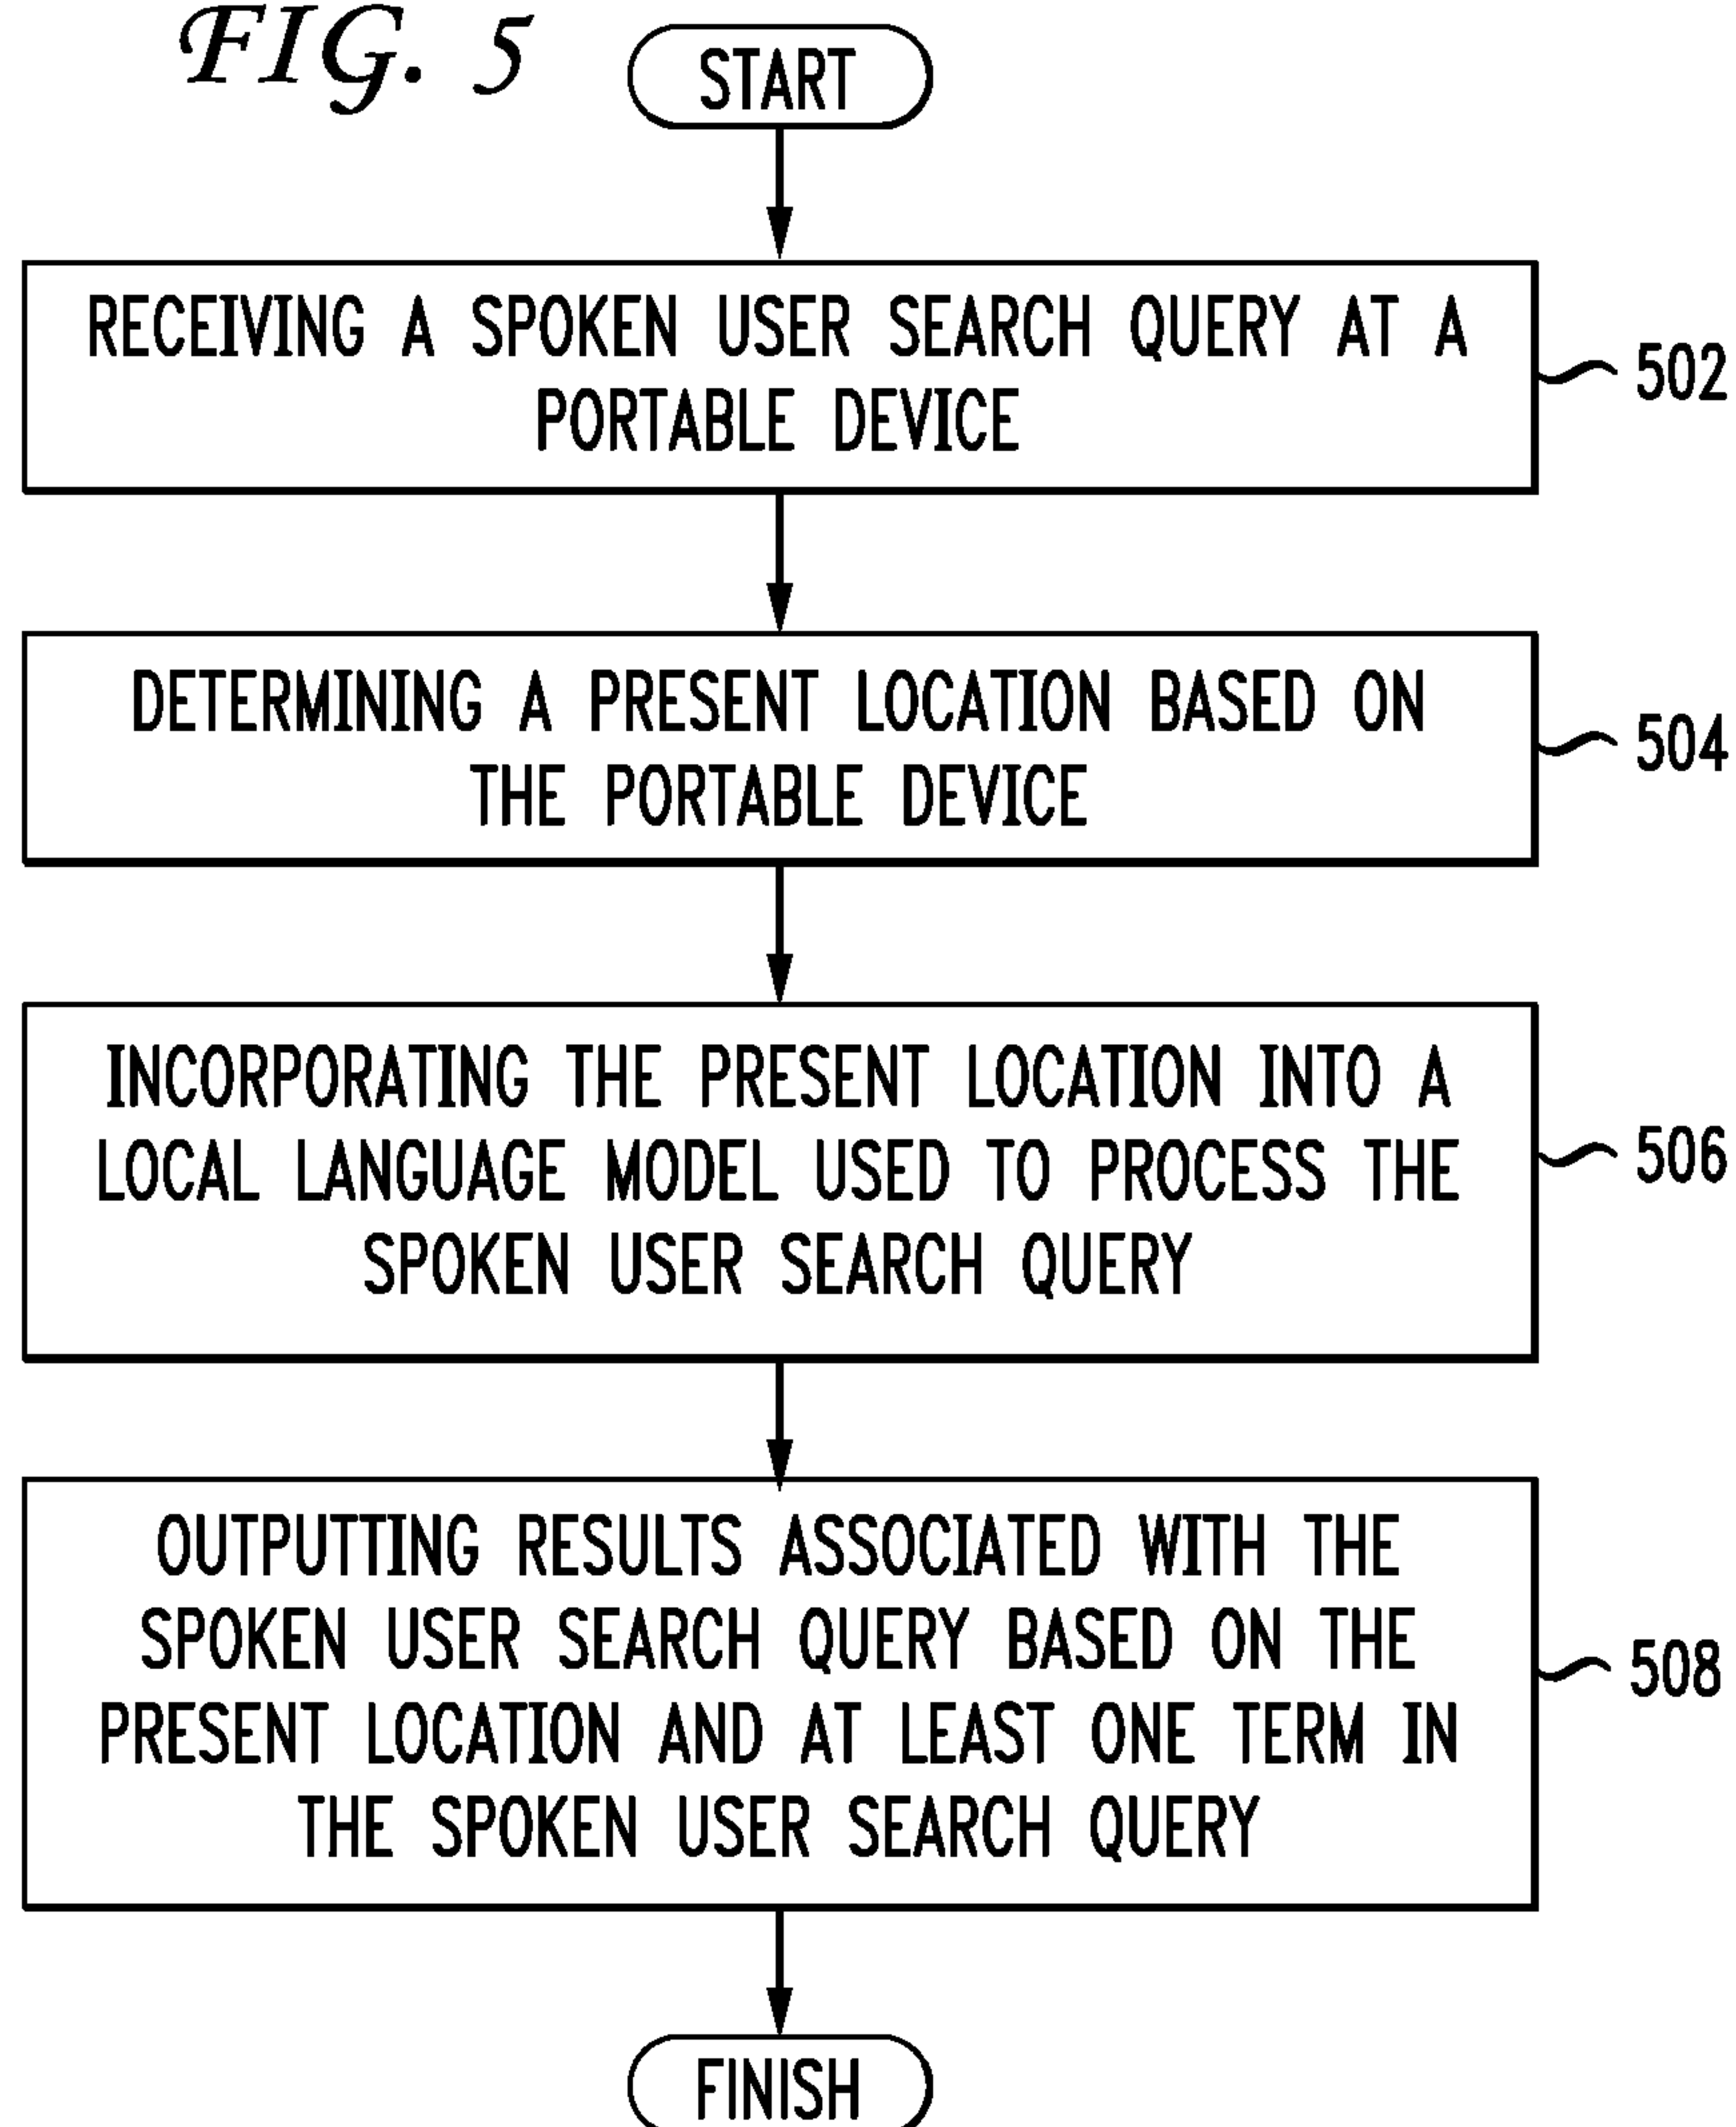 FIG. 5
START
RECEIVING A SPOKEN USER SEARCH QUERY AT A
PORTABLE DEVICE
502
DETERMINING A PRESENT LOCATION BASED ON
THE PORTABLE DEVICE
504
INCORPORATING THE PRESENT LOCATION INTO A
LOCAL LANGUAGE MODEL USED TO PROCESS THE
SPOKEN USER SEARCH QUERY
506
OUTPUTTING RESULTS ASSOCIATED WITH THE
SPOKEN USER SEARCH QUERY BASED ON THE
PRESENT LOCATION AND AT LEAST ONE TERM IN
THE SPOKEN USER SEARCH QUERY
508
FINISH